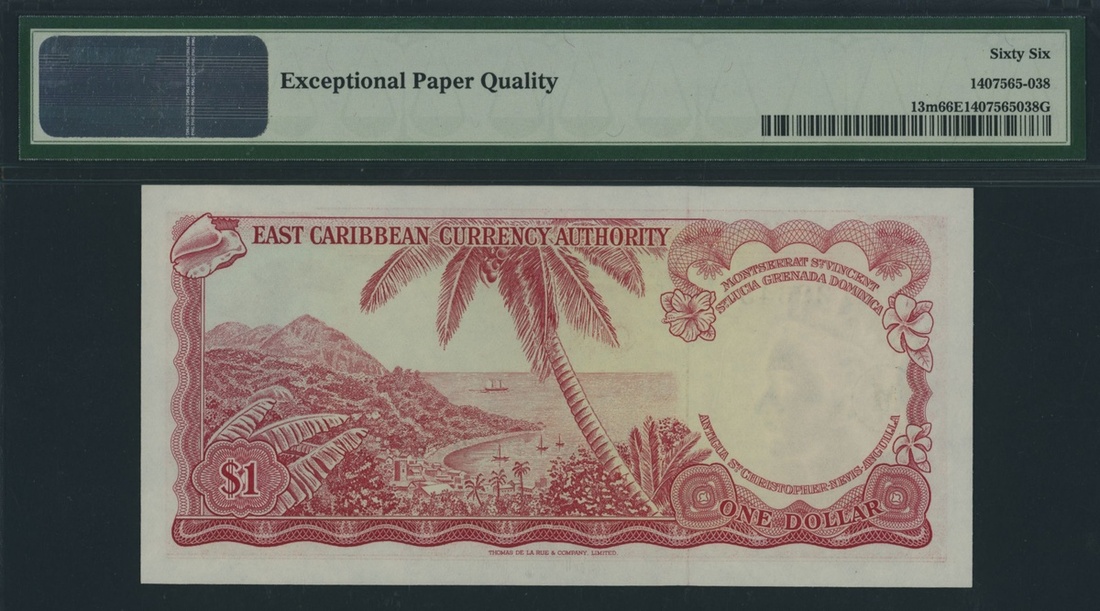 Exceptional Paper Quality
Sixty Six
1407565-038
13m66E1407565038G
EAST CARIBBEAN CURRENCY AUTHORITY
MONTSERRAT ST VINCENT
ST LUCIA GRENADA DOMINICA
ANTIGUA ST CHRISTOPHER-NEVIS-ANGUILLA
$1
ONE DOLLAR
THOMAS DE LA RUE & COMPANY, LIMITED.